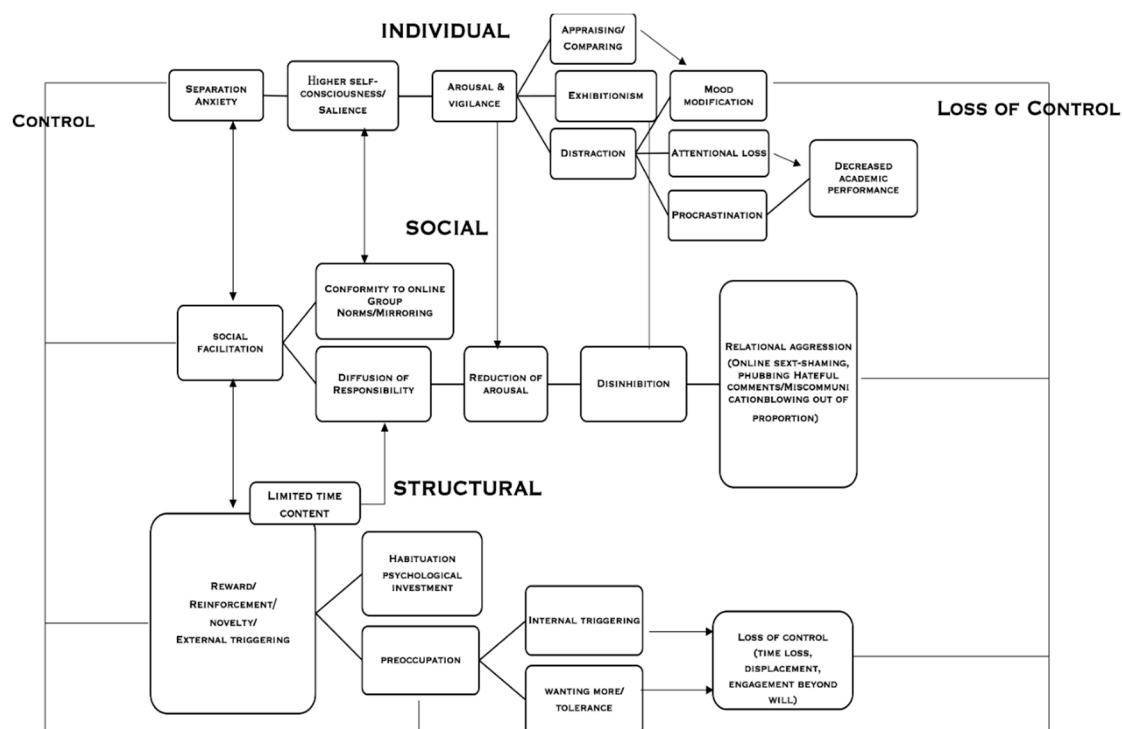 INDIVIDUAL
APPRAISING/
COMPARING
SEPARATION
ANXIETY
HIGHER SELF-
CONSCIOUSNESS/
SALIENCE
AROUSAL &
VIGILANCE
EXHIBITIONISM
MOOD
MODIFICATION
CONTROL
LOSS OF CONTROL
DISTRACTION
ATTENTIONAL LOSS
DECREASED
ACADEMIC
PERFORMANCE
PROCRASTINATION
SOCIAL
CONFORMITY TO ONLINE
GROUP
NORMS/MIRRORING
SOCIAL
FACILITATION
DIFFUSION OF
RESPONSIBILITY
REDUCTION OF
AROUSAL
DISINHIBITION
RELATIONAL AGGRESSION
(ONLINE SEXT-SHAMING,
PHUBBING HATEFUL
COMMENTS/MISCOMMUNI
CATIONBLOWING OUT OF
PROPORTION)
STRUCTURAL
LIMITED TIME
CONTENT
REWARD/
REINFORCEMENT/
NOVELTY/
EXTERNAL TRIGGERING
HABITUATION
PSYCHOLOGICAL
INVESTMENT
PREOCCUPATION
INTERNAL TRIGGERING
WANTING MORE/
TOLERANCE
LOSS OF CONTROL
(TIME LOSS,
DISPLACEMENT,
ENGAGEMENT BEYOND
WILL)